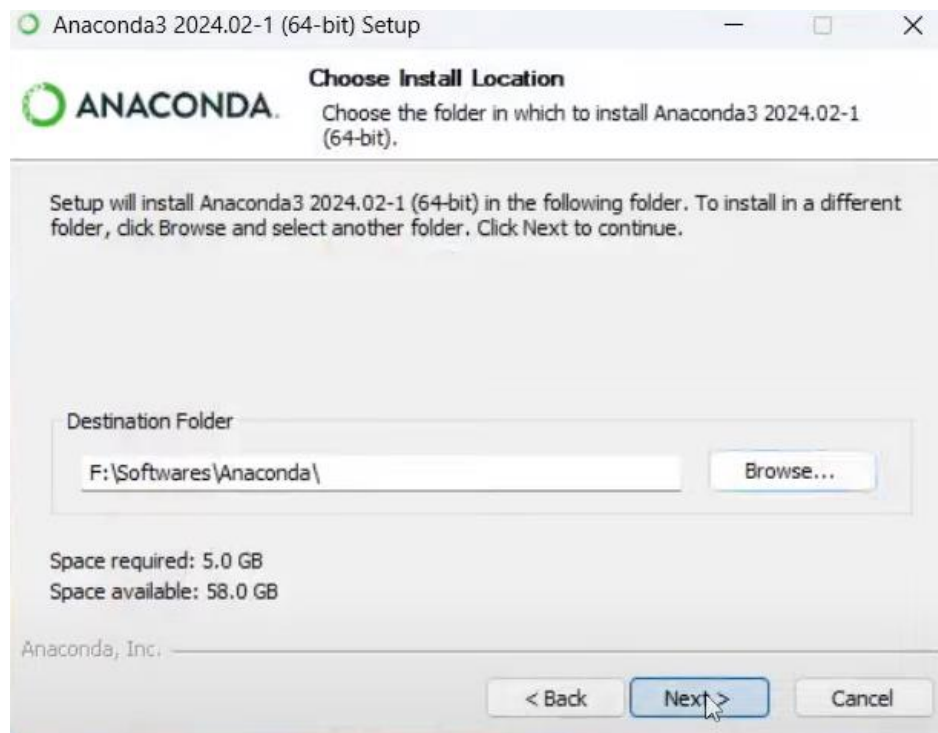 Anaconda3 2024.02-1 (64-bit) Setup
ANACONDA.
Choose Install Location
Choose the folder in which to install Anaconda3 2024.02-1
(64-bit).
Setup will install Anaconda3 2024.02-1 (64-bit) in the following folder. To install in a different
folder, click Browse and select another folder. Click Next to continue.
Destination Folder
F:\Softwares\Anaconda\
Browse...
Space required: 5.0 GB
Space available: 58.0 GB
Anaconda, Inc.
< Back
Next >
Cancel